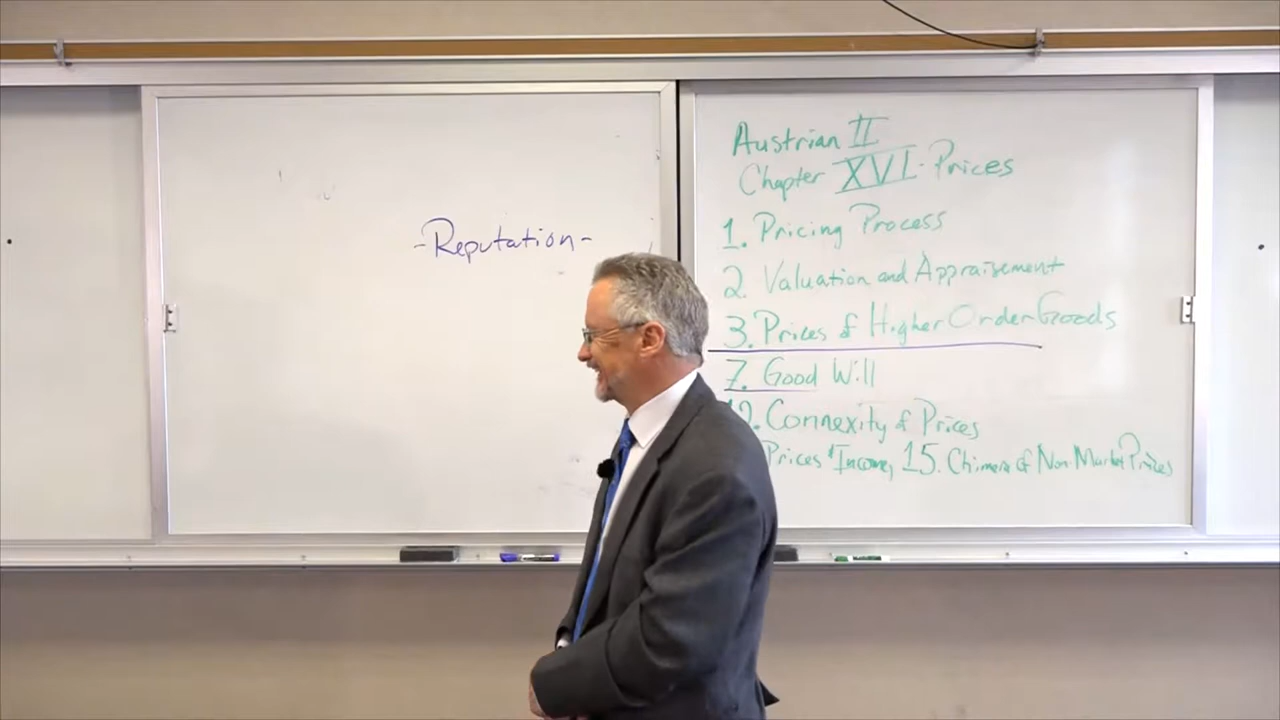 -Reputation-
Austrian II
Chapter XVI-Prices
1. Pricing Process
2. Valuation and Appraisement
3. Prices of Higher Order Goods
7. Good Will
12. Connexity of Prices
Prices + Income, 15. Chimera of Non-Market Prices